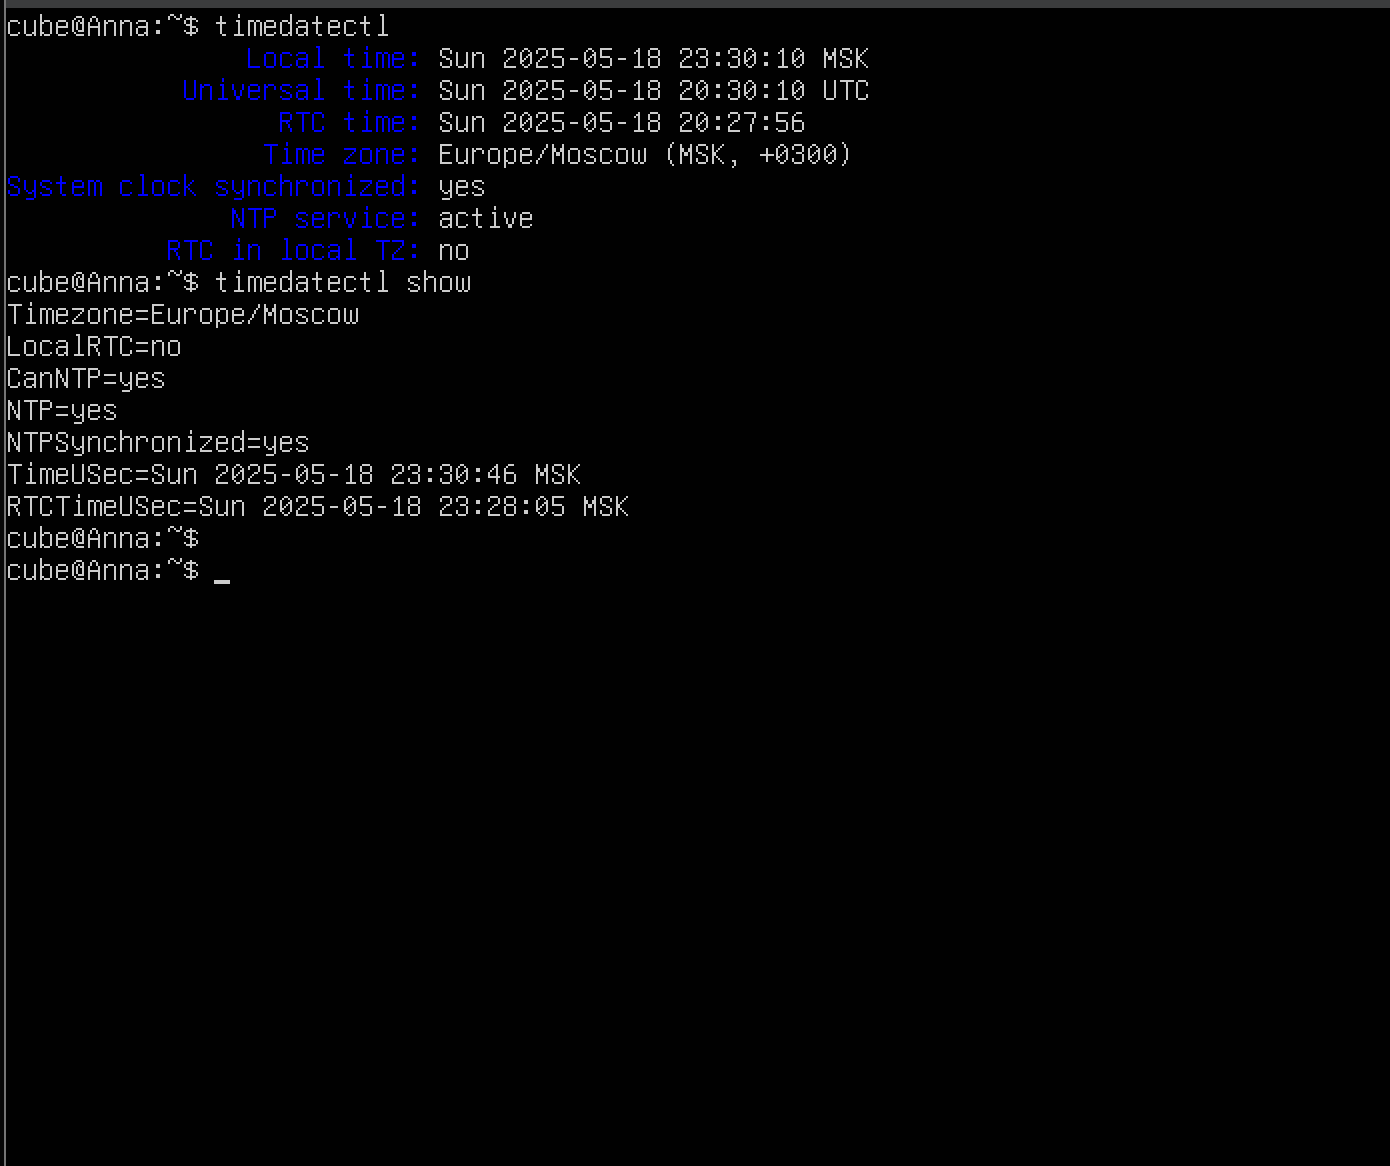 cube@Anna:~$ timedatectl
Local time: Sun 2025-05-18 23:30:10 MSK
Universal time: Sun 2025-05-18 20:30:10 UTC
RTC time: Sun 2025-05-18 20:27:56
Time zone: Europe/Moscow (MSK, +0300)
System clock synchronized: yes
NTP service: active
RTC in local TZ: no
cube@Anna:~$ timedatectl show
Timezone=Europe/Moscow
LocalRTC=no
CanNTP=yes
NTP=yes
NTPSynchronized=yes
TimeUSec=Sun 2025-05-18 23:30:46 MSK
RTCTimeUSec=Sun 2025-05-18 23:28:05 MSK
cube@Anna:~$
cube@Anna:~$ _